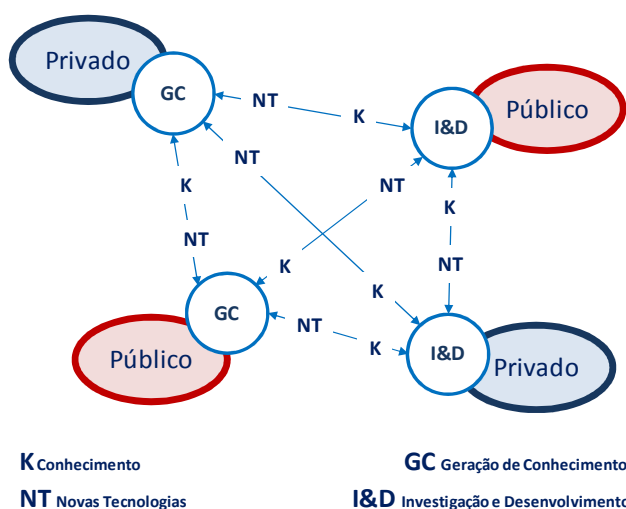 Privado
GC
NT
K
I&D
Público
NT
NT
K
K
NT
K
NT
K
K
GC
NT
K
I&D
Público
Privado
K Conhecimento
GC Geração de Conhecimento
NT Novas Tecnologias
I&D Investigação e Desenvolvimento